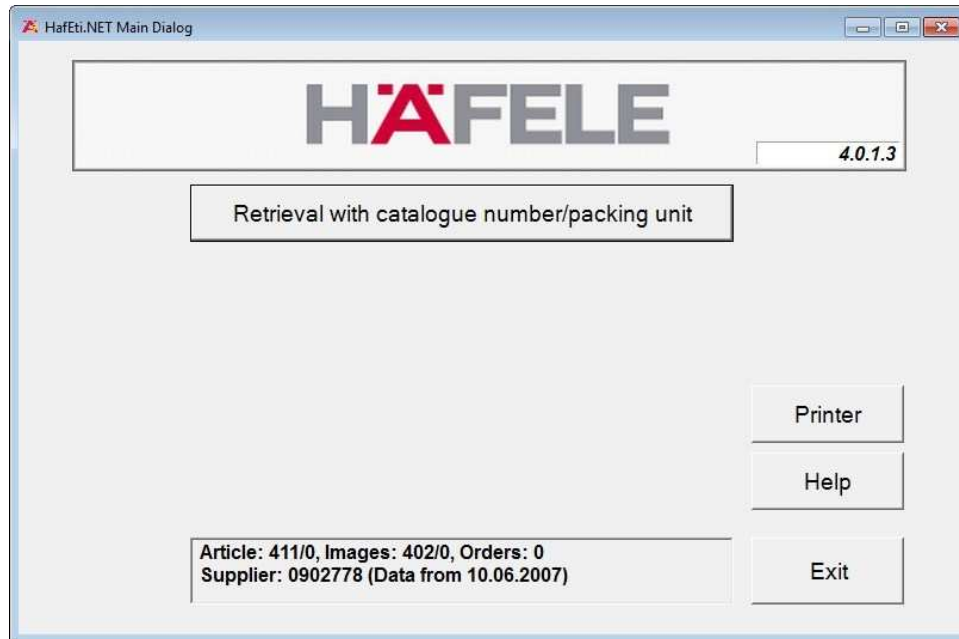 HafEti.NET Main Dialog
HÄFELE
4.0.1.3
Retrieval with catalogue number/packing unit
Printer
Help
Article: 411/0, Images: 402/0, Orders: 0
Supplier: 0902778 (Data from 10.06.2007)
Exit